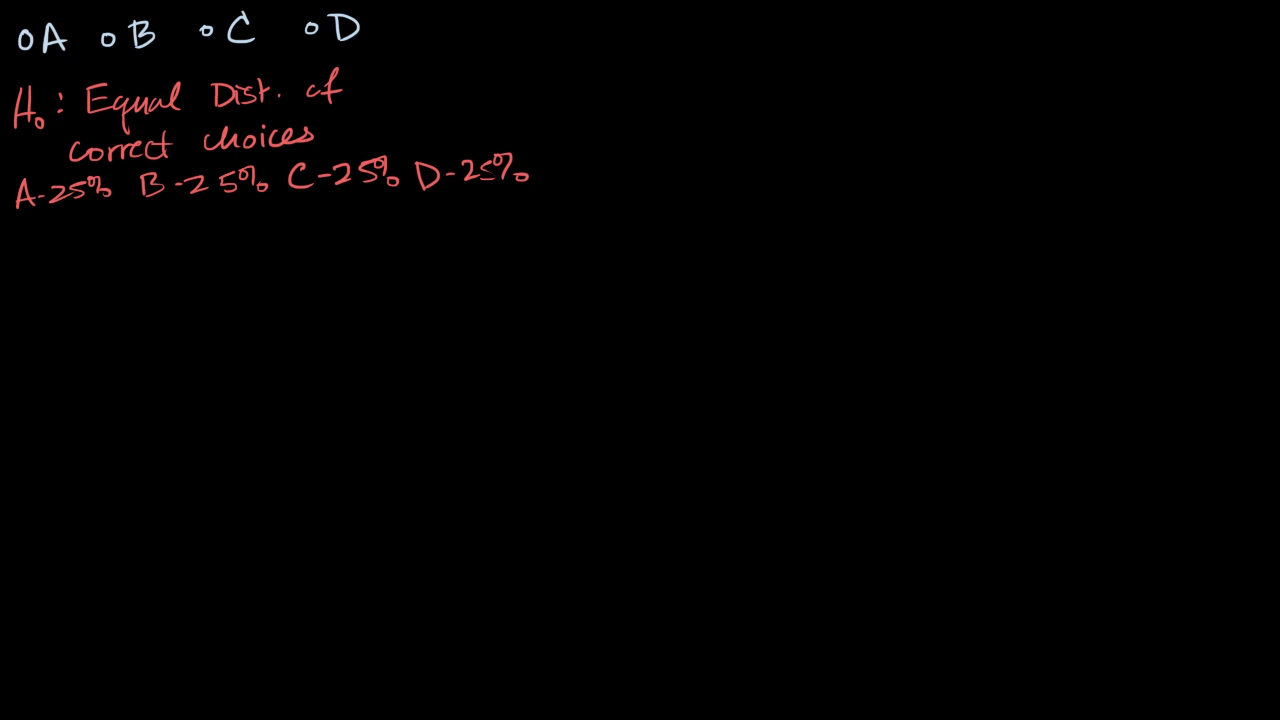 ○A ○B ○C ○D
H₀: Equal Dist. of
correct choices
A-25% B-25% C-25% D-25%